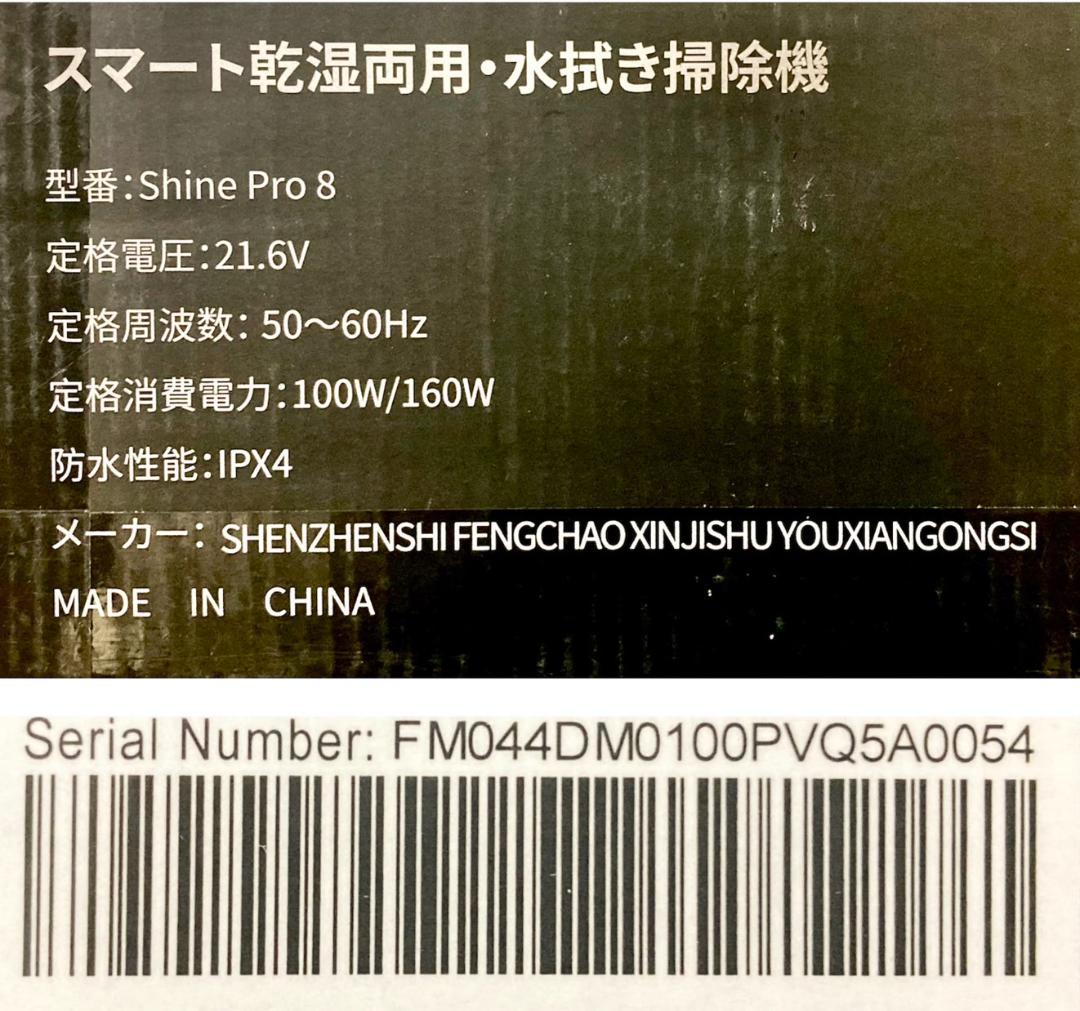 スマート乾湿両用・水拭き掃除機
型番：Shine Pro 8
定格電圧：21.6V
定格周波数： 50～60Hz
定格消費電力：100W/160W
防水性能：IPX4
メーカー： SHENZHENSHI FENGCHAO XINJISHU YOUXIANGONGSI
MADE IN CHINA
Serial Number: FM044DM0100PVQ5A0054